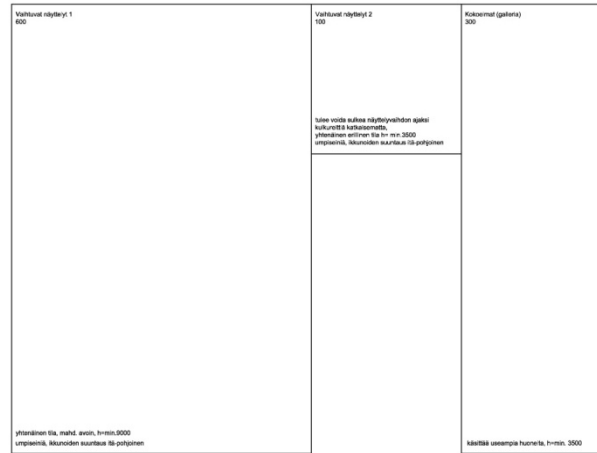 Vaihtuvat näyttelyt 1
600
yhtenäinen tila, mahd. avoin, h=min.9000
umpiseiniä, ikkunoiden suuntaus itä-pohjoinen
Vaihtuvat näyttelyt 2
100
tulee voida sulkea näyttelyvaihdon ajaksi
kulkureittiä katkaisematta,
yhtenäinen erillinen tila h= min.3500
umpiseiniä, ikkunoiden suuntaus itä-pohjoinen
Kokoelmat (galleria)
300
käsittää useampia huoneita, h=min. 3500